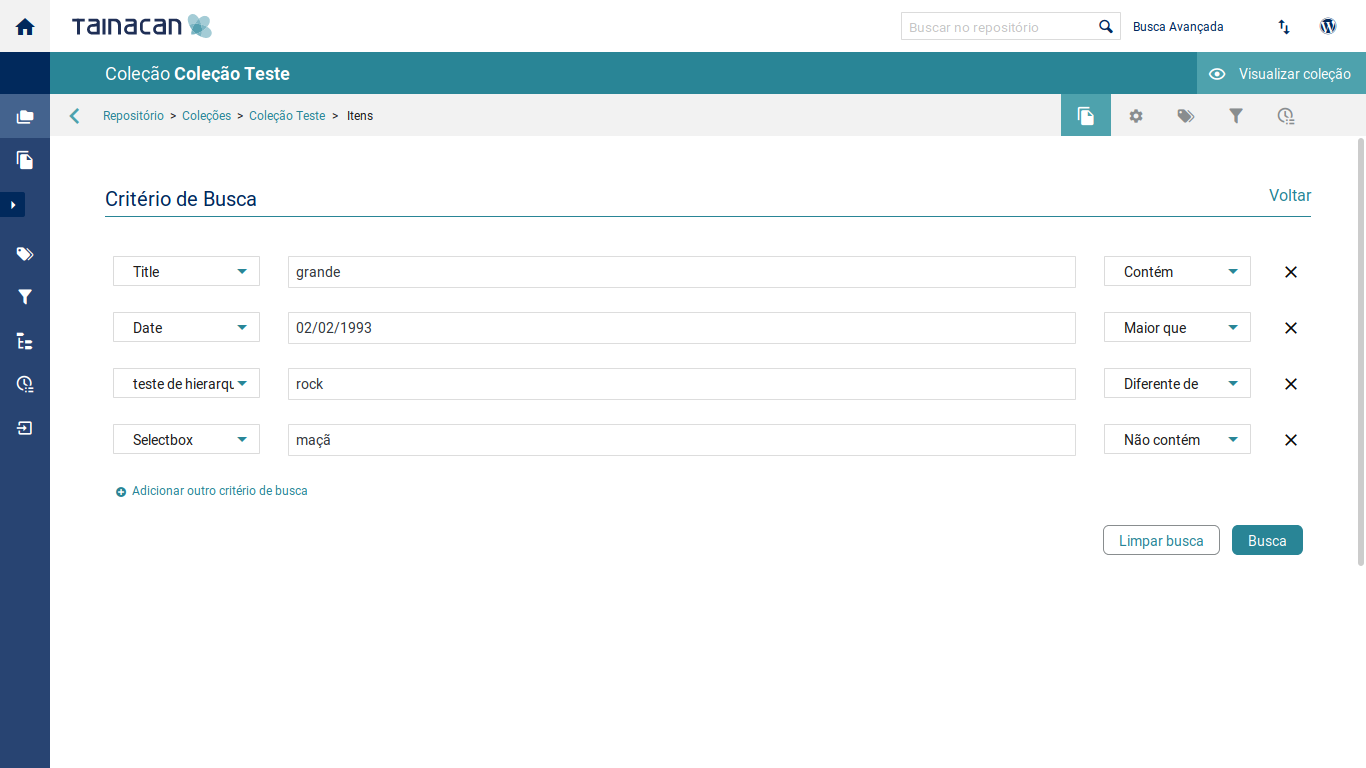 TAINACAN
Buscar no repositório
Busca Avançada
Coleção Coleção Teste
Visualizar coleção
Repositório > Coleções > Coleção Teste > Itens
Critério de Busca
Voltar
Title grande Contém
Date 02/02/1993 Maior que
teste de hierarqu rock Diferente de
Selectbox maçã Não contém
Adicionar outro critério de busca
Limpar busca
Busca